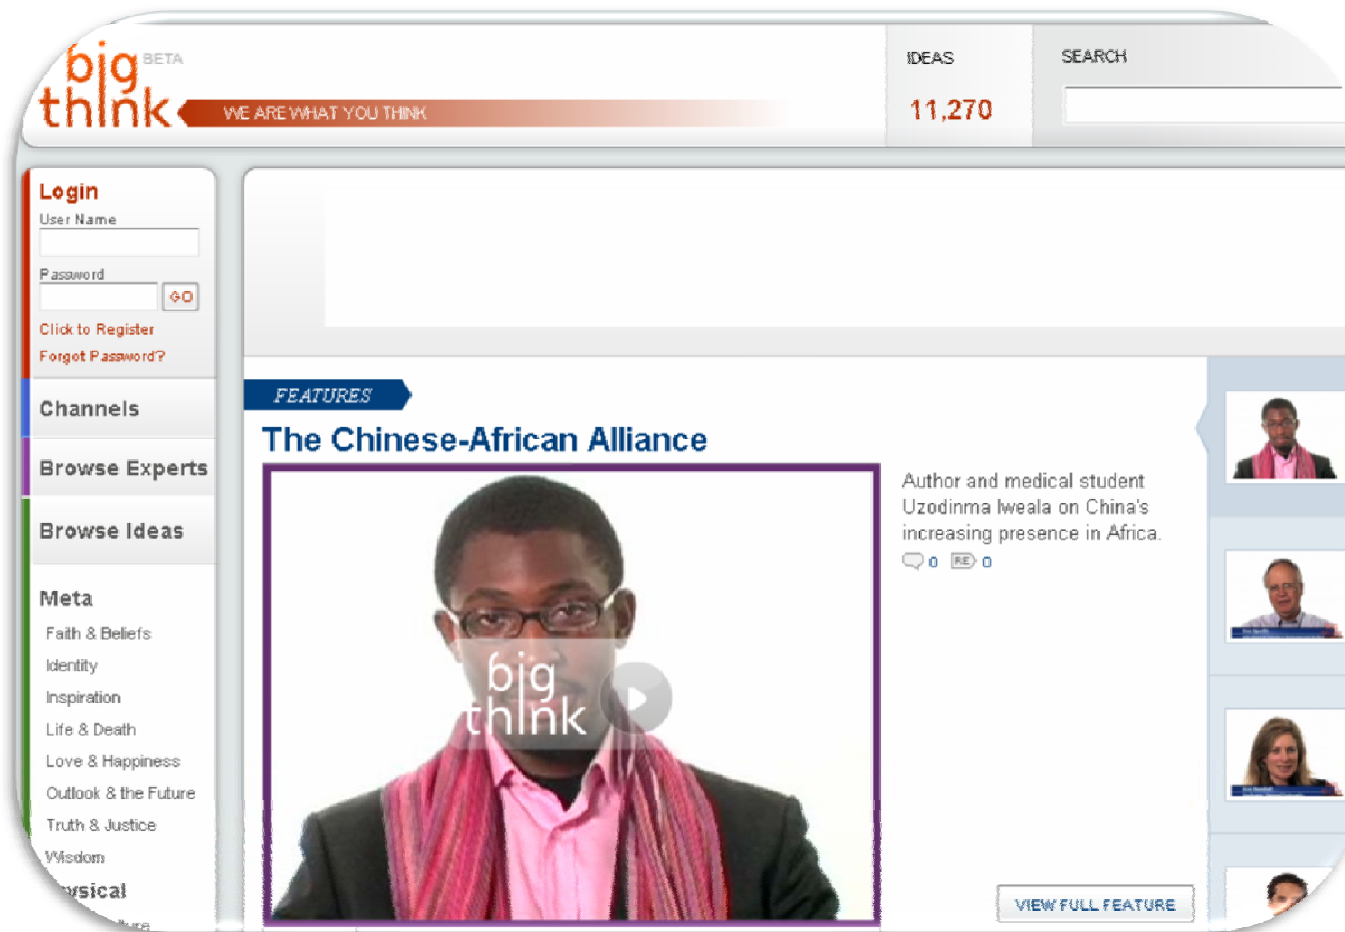 big
think
BETA
WE ARE WHAT YOU THINK
IDEAS
11,270
SEARCH
Login
User Name
Password
GO
Click to Register
Forgot Password?
Channels
Browse Experts
Browse Ideas
Meta
Faith & Beliefs
Identity
Inspiration
Life & Death
Love & Happiness
Outlook & the Future
Truth & Justice
Wisdom
FEATURES
The Chinese-African Alliance
big
think
Author and medical student
Uzodinma Iweala on China's
increasing presence in Africa.
0 RE 0
VIEW FULL FEATURE